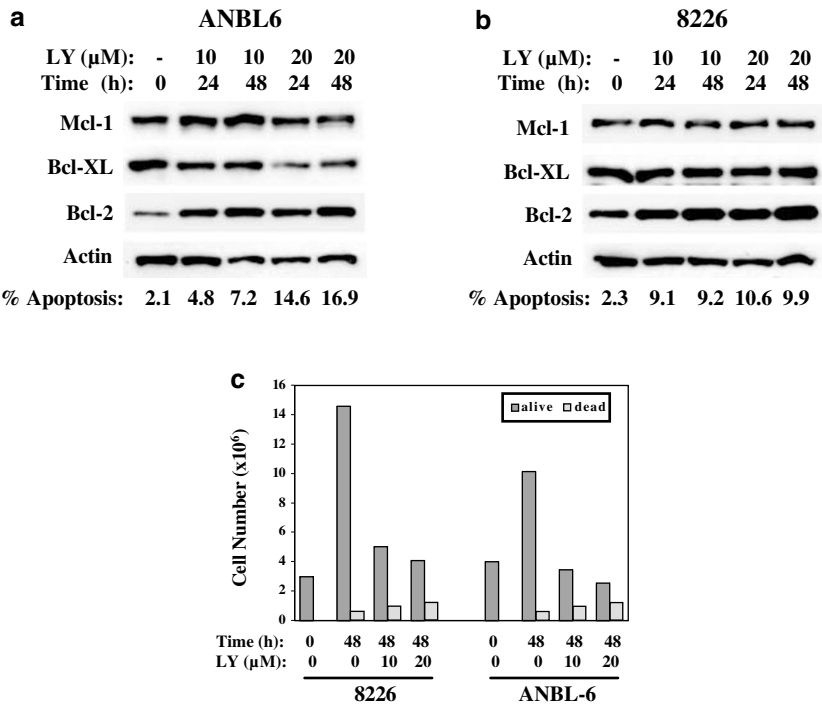 a
ANBL6
LY (µM): - 10 10 20 20
Time (h): 0 24 48 24 48
Mcl-1
Bcl-XL
Bcl-2
Actin
% Apoptosis: 2.1 4.8 7.2 14.6 16.9
b
8226
LY (µM): - 10 10 20 20
Time (h): 0 24 48 24 48
Mcl-1
Bcl-XL
Bcl-2
Actin
% Apoptosis: 2.3 9.1 9.2 10.6 9.9
c
Cell Number (x10⁶)
16
14
12
10
8
6
4
2
0
alive dead
Time (h): 0 48 48 48 0 48 48 48
LY (µM): 0 0 10 20 0 0 10 20
8226 ANBL-6